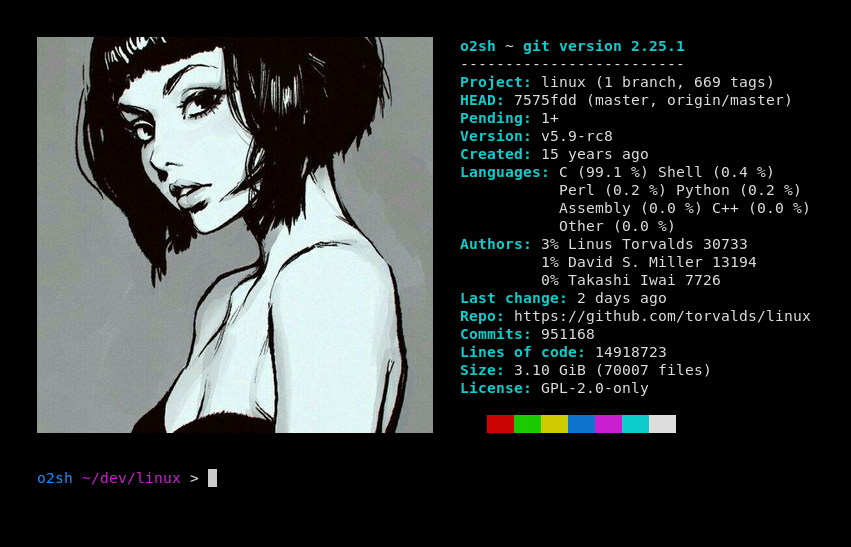 o2sh ~ git version 2.25.1
-------------------------
Project: linux (1 branch, 669 tags)
HEAD: 7575fdd (master, origin/master)
Pending: 1+
Version: v5.9-rc8
Created: 15 years ago
Languages: C (99.1 %) Shell (0.4 %)
Perl (0.2 %) Python (0.2 %)
Assembly (0.0 %) C++ (0.0 %)
Other (0.0 %)
Authors: 3% Linus Torvalds 30733
1% David S. Miller 13194
0% Takashi Iwai 7726
Last change: 2 days ago
Repo: https://github.com/torvalds/linux
Commits: 951168
Lines of code: 14918723
Size: 3.10 GiB (70007 files)
License: GPL-2.0-only
o2sh ~/dev/linux >